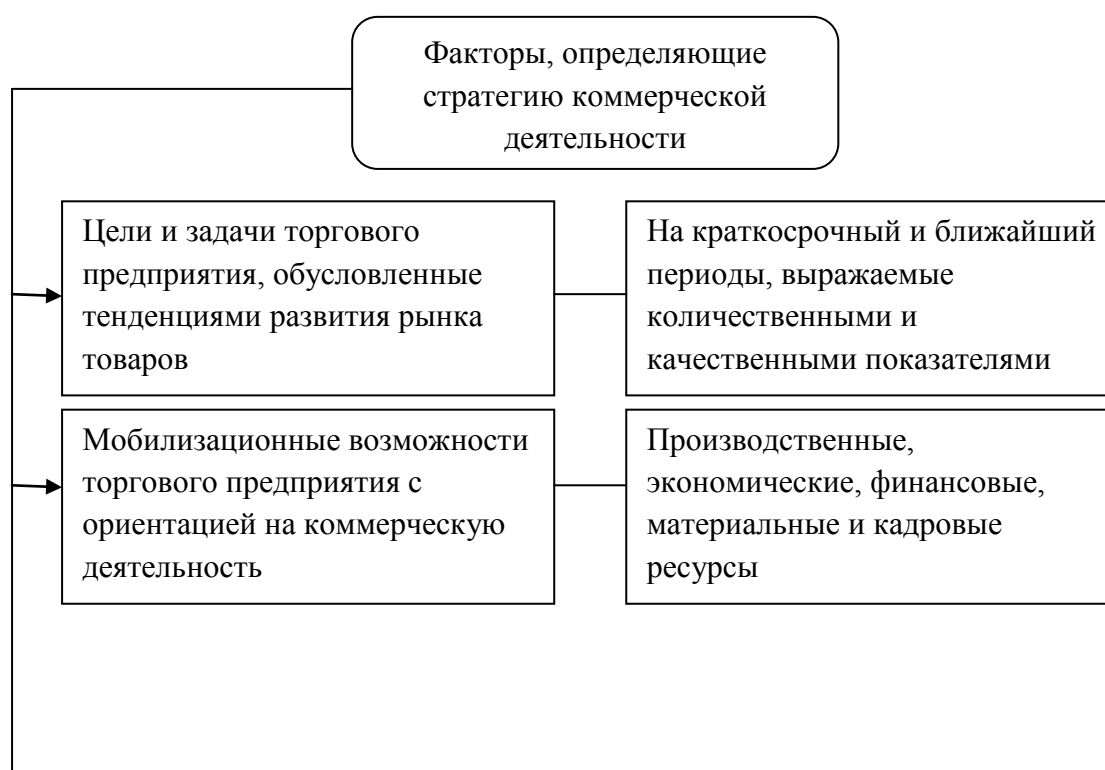 Факторы, определяющие
стратегию коммерческой
деятельности
Цели и задачи торгового
предприятия, обусловленные
тенденциями развития рынка
товаров
На краткосрочный и ближайший
периоды, выражаемые
количественными и
качественными показателями
Мобилизационные возможности
торгового предприятия с
ориентацией на коммерческую
деятельность
Производственные,
экономические, финансовые,
материальные и кадровые
ресурсы